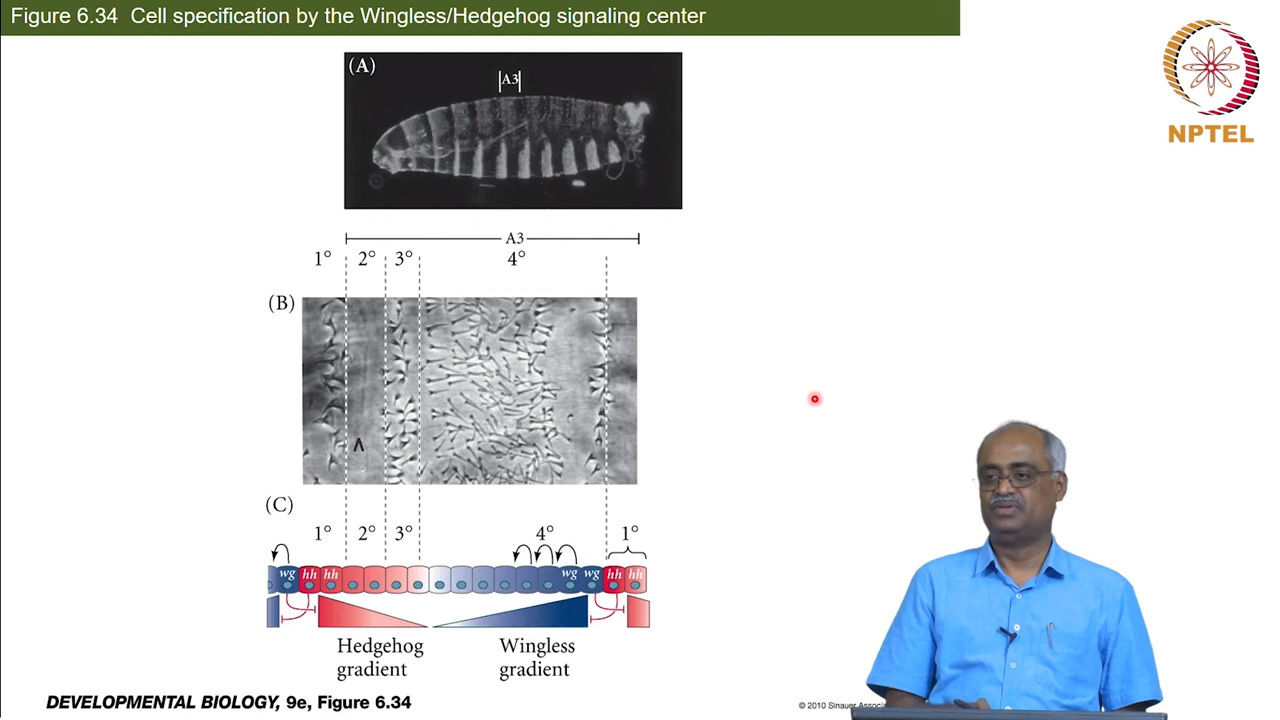 Figure 6.34 Cell specification by the Wingless/Hedgehog signaling center
NPTEL
(A)
A3
A3
1° 2° 3° 4°
(B)
(C)
1° 2° 3° 4° 1°
wg hh hh wg wg hh hh
Hedgehog gradient
Wingless gradient
DEVELOPMENTAL BIOLOGY, 9e, Figure 6.34
© 2010 Sinauer